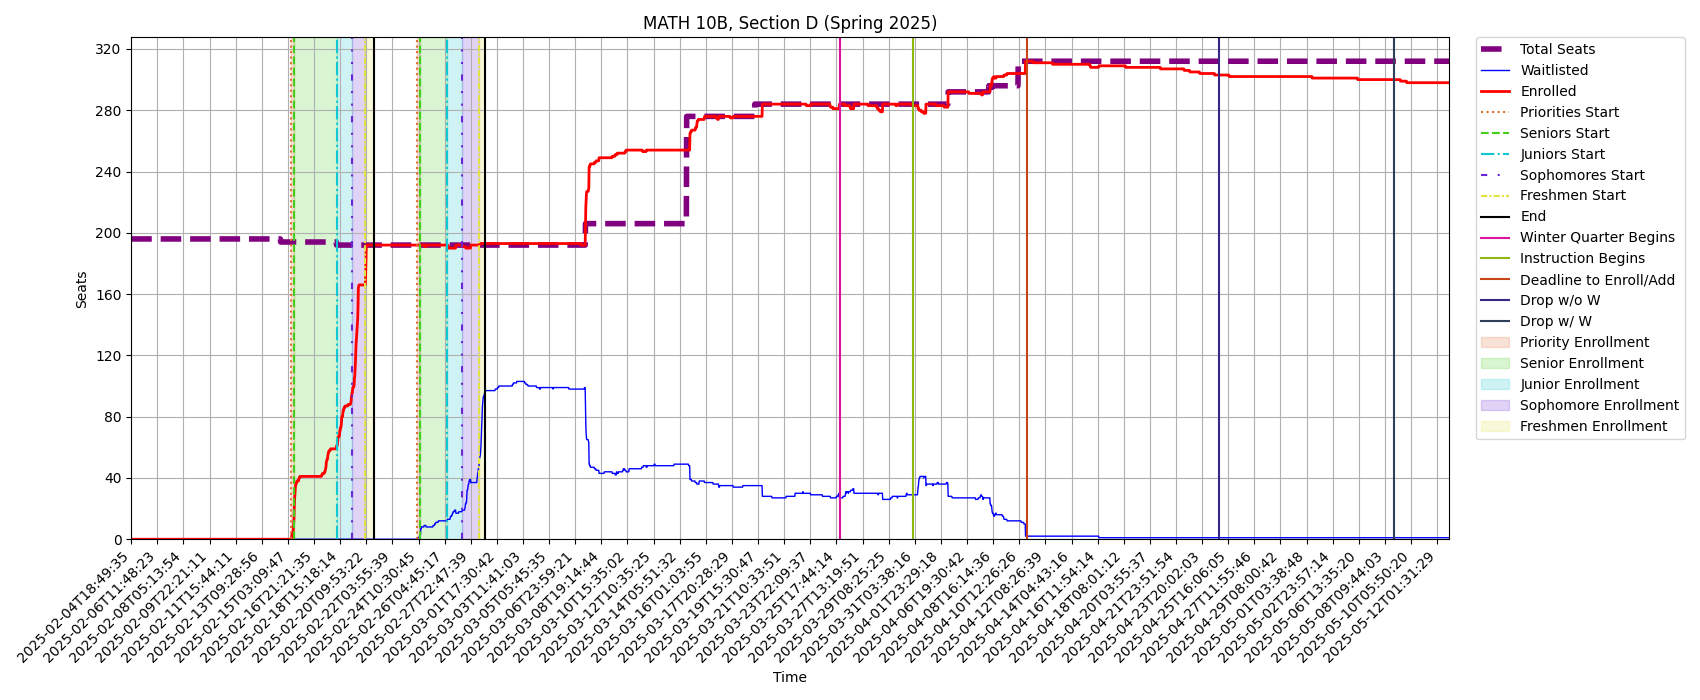 MATH 10B, Section D (Spring 2025)
320
280
240
200
160
120
80
40
0
Seats
2025-02-04T18:49:35
2025-02-06T11:48:23
2025-02-08T05:13:54
2025-02-09T22:21:11
2025-02-11T15:44:11
2025-02-13T09:28:56
2025-02-15T03:09:47
2025-02-16T21:21:35
2025-02-18T15:18:14
2025-02-20T09:53:22
2025-02-22T03:55:39
2025-02-24T10:30:45
2025-02-26T04:45:17
2025-02-27T22:47:39
2025-03-01T17:30:42
2025-03-03T11:41:03
2025-03-05T05:45:35
2025-03-06T23:59:21
2025-03-08T19:14:44
2025-03-10T15:35:02
2025-03-12T10:35:25
2025-03-14T05:51:32
2025-03-16T01:03:55
2025-03-17T20:28:29
2025-03-19T15:30:47
2025-03-21T10:33:51
2025-03-23T22:09:37
2025-03-25T17:44:14
2025-03-27T13:19:51
2025-03-29T08:25:25
2025-03-31T03:38:16
2025-04-01T23:29:18
2025-04-06T19:30:42
2025-04-08T16:14:36
2025-04-10T12:26:26
2025-04-12T08:26:39
2025-04-14T04:43:16
2025-04-16T11:54:14
2025-04-18T08:01:12
2025-04-20T03:55:37
2025-04-21T23:51:54
2025-04-23T20:02:03
2025-04-25T16:06:05
2025-04-27T11:55:46
2025-04-29T08:00:42
2025-05-01T03:38:48
2025-05-02T23:57:14
2025-05-06T13:35:20
2025-05-08T09:44:03
2025-05-10T05:50:20
2025-05-12T01:31:29
Time
Total Seats
Waitlisted
Enrolled
Priorities Start
Seniors Start
Juniors Start
Sophomores Start
Freshmen Start
End
Winter Quarter Begins
Instruction Begins
Deadline to Enroll/Add
Drop w/o W
Drop w/ W
Priority Enrollment
Senior Enrollment
Junior Enrollment
Sophomore Enrollment
Freshmen Enrollment